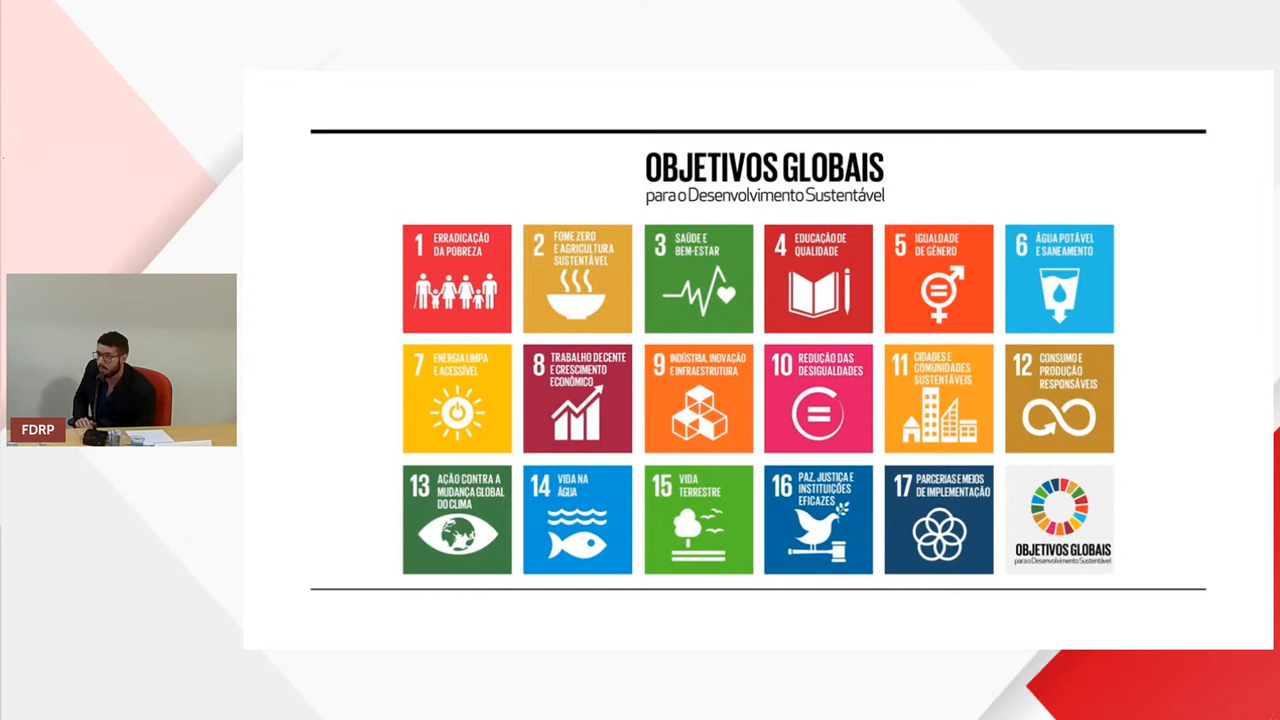 OBJETIVOS GLOBAIS
para o Desenvolvimento Sustentável
1 ERRADICAÇÃO
DA POBREZA
2 FOME ZERO
E AGRICULTURA
SUSTENTÁVEL
3 SAÚDE E
BEM-ESTAR
4 EDUCAÇÃO DE
QUALIDADE
5 IGUALDADE
DE GÊNERO
6 ÁGUA POTÁVEL
E SANEAMENTO
7 ENERGIA LIMPA
E ACESSÍVEL
8 TRABALHO DECENTE
E CRESCIMENTO
ECONÔMICO
9 INDÚSTRIA, INOVAÇÃO
E INFRAESTRUTURA
10 REDUÇÃO DAS
DESIGUALDADES
11 CIDADES E
COMUNIDADES
SUSTENTÁVEIS
12 CONSUMO E
PRODUÇÃO
RESPONSÁVEIS
13 AÇÃO CONTRA A
MUDANÇA GLOBAL
DO CLIMA
14 VIDA NA
ÁGUA
15 VIDA
TERRESTRE
16 PAZ, JUSTIÇA E
INSTITUIÇÕES
EFICAZES
17 PARCERIAS E MEIOS
DE IMPLEMENTAÇÃO
OBJETIVOS GLOBAIS
para o Desenvolvimento Sustentável
FDRP